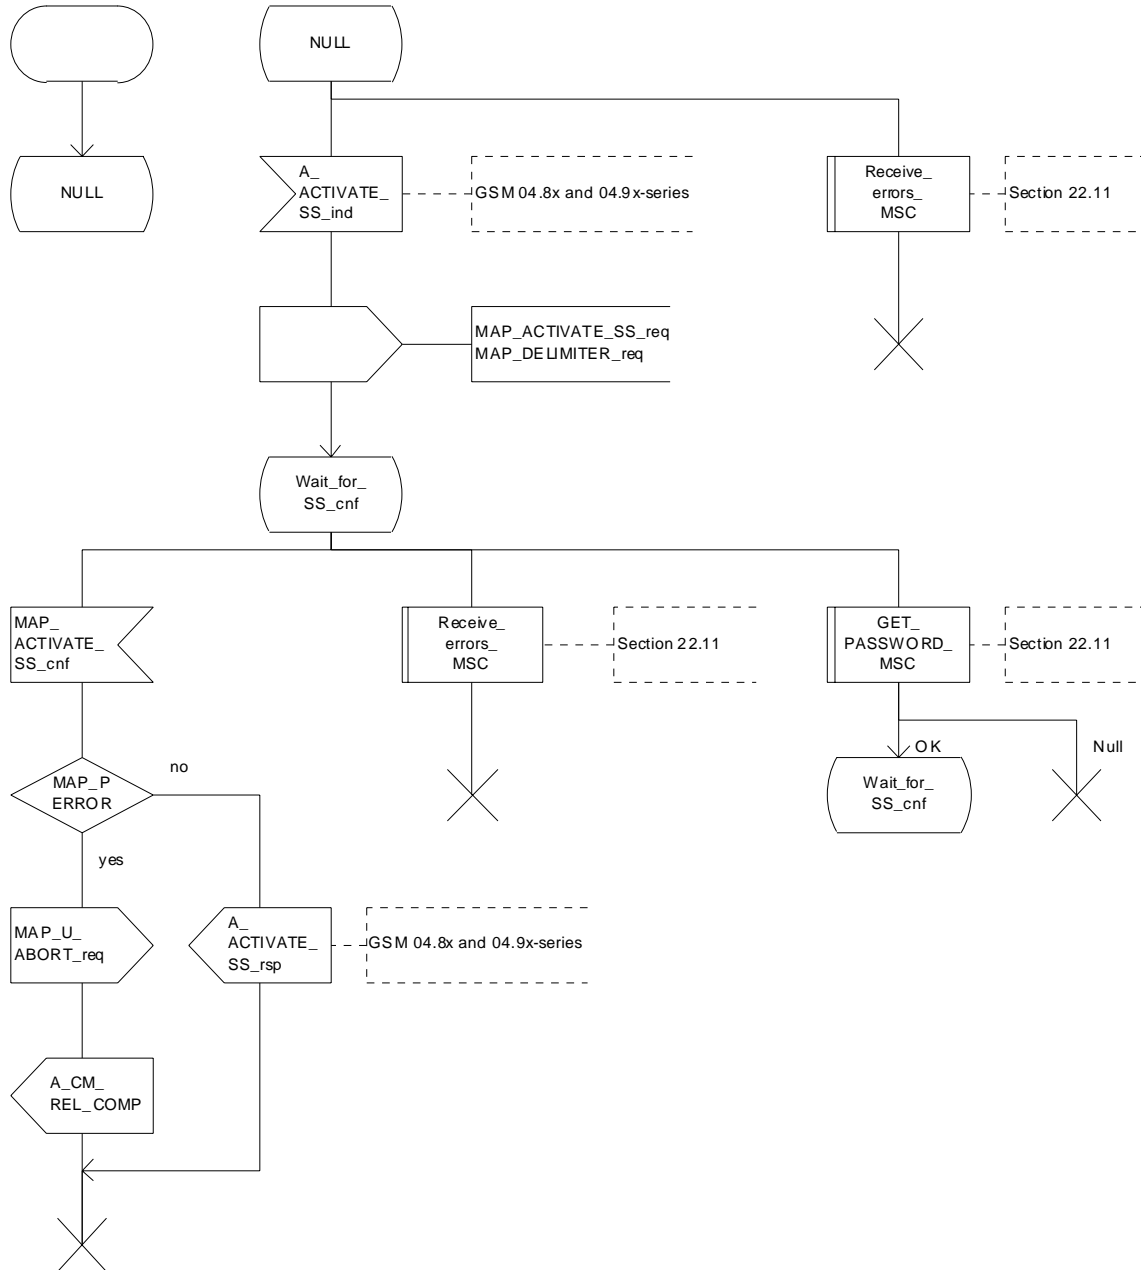 NULL
NULL
A_
ACTIVATE_
SS_ind
GSM 04.8x and 04.9x-series
Receive_
errors_
MSC
Section 22.11
MAP_ACTIVATE_SS_req
MAP_DELIMITER_req
Wait_for_
SS_cnf
MAP_
ACTIVATE_
SS_cnf
Receive_
errors_
MSC
Section 22.11
GET_
PASSWORD_
MSC
Section 22.11
OK
Null
Wait_for_
SS_cnf
MAP_P
ERROR
no
yes
MAP_U_
ABORT_req
A_
ACTIVATE_
SS_rsp
GSM 04.8x and 04.9x-series
A_CM_
REL_COMP